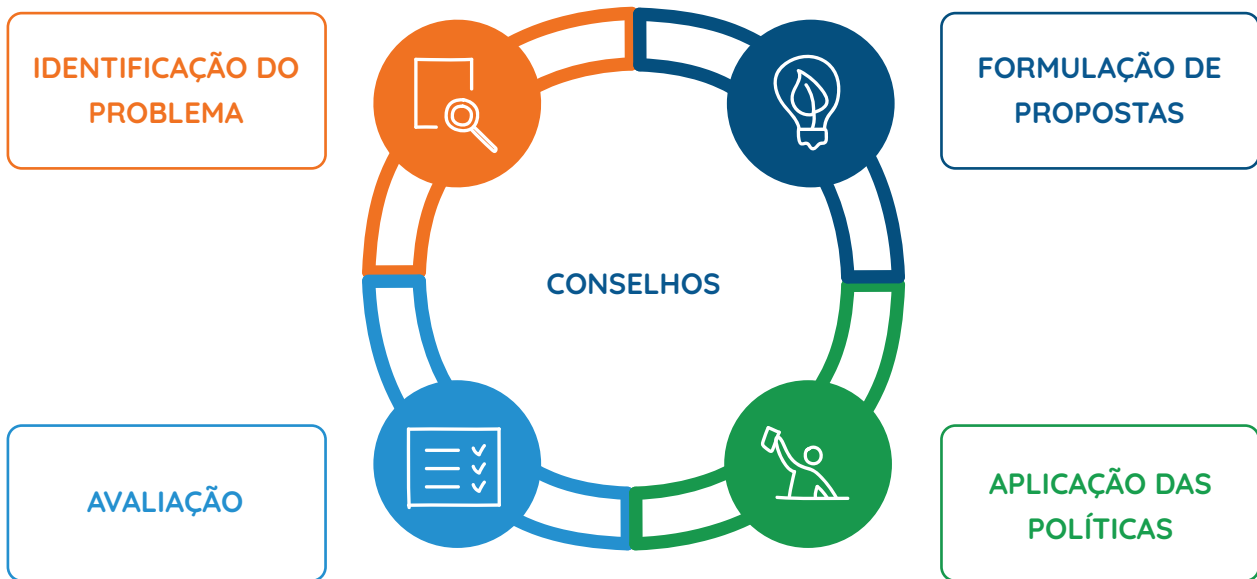 IDENTIFICAÇÃO DO
PROBLEMA
FORMULAÇÃO DE
PROPOSTAS
CONSELHOS
AVALIAÇÃO
APLICAÇÃO DAS
POLÍTICAS